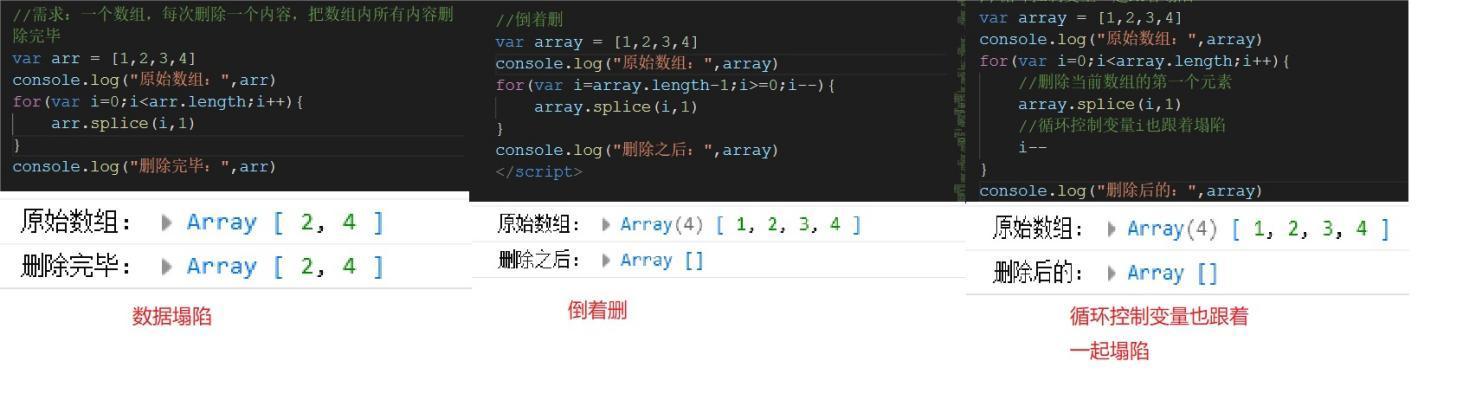 //需求：一个数组，每次删除一个内容，把数组内所有内容删
除完毕
var arr = [1,2,3,4]
console.log("原始数组：",arr)
for(var i=0;i<arr.length;i++){
arr.splice(i,1)
}
console.log("删除完毕：",arr)
原始数组： ▶ Array [ 2, 4 ]
删除完毕： ▶ Array [ 2, 4 ]
数据塌陷
//倒着删
var array = [1,2,3,4]
console.log("原始数组：",array)
for(var i=array.length-1;i>=0;i--){
array.splice(i,1)
}
console.log("删除之后：",array)
</script>
原始数组： ▶ Array(4) [ 1, 2, 3, 4 ]
删除之后： ▶ Array []
倒着删
var array = [1,2,3,4]
console.log("原始数组：",array)
for(var i=0;i<array.length;i++){
//删除当前数组的第一个元素
array.splice(i,1)
//循环控制变量i也跟着塌陷
i--
}
console.log("删除后的：",array)
原始数组： ▶ Array(4) [ 1, 2, 3, 4 ]
删除后的： ▶ Array []
循环控制变量也跟着
一起塌陷